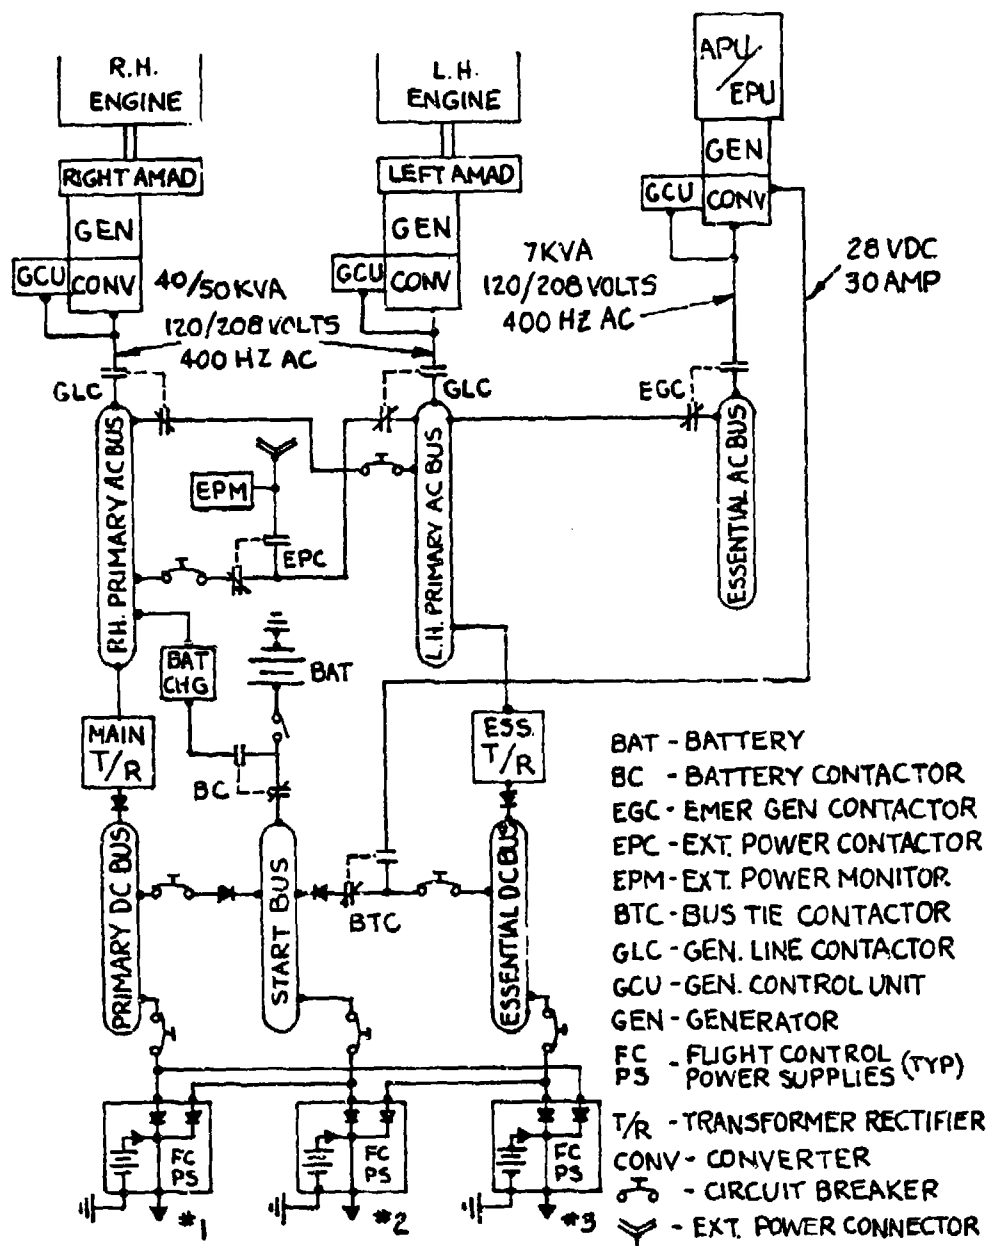 R.H.
ENGINE
L.H.
ENGINE
APU/
EPU
RIGHT AMAD
LEFT AMAD
GEN
GEN
GEN
GCU
CONV
GCU
CONV
GCU
CONV
40/50 KVA
120/208 VOLTS
400 HZ AC
7KVA
120/208 VOLTS
400 HZ AC
28 VDC
30 AMP
GLC
GLC
EGC
RH. PRIMARY AC BUS
L.H. PRIMARY AC BUS
ESSENTIAL AC BUS
EPM
EPC
BAT
CHG
BAT
MAIN
T/R
ESS.
T/R
BC
PRIMARY DC BUS
START BUS
ESSENTIAL DC BUS
BTC
FC
PS
#1
FC
PS
#2
FC
PS
#3
BAT - BATTERY
BC - BATTERY CONTACTOR
EGC - EMER GEN CONTACTOR
EPC - EXT. POWER CONTACTOR
EPM - EXT. POWER MONITOR.
BTC - BUS TIE CONTACTOR
GLC - GEN. LINE CONTACTOR
GCU - GEN. CONTROL UNIT
GEN - GENERATOR
FC PS - FLIGHT CONTROL
POWER SUPPLIES (TYP)
T/R - TRANSFORMER RECTIFIER
CONV - CONVERTER
- CIRCUIT BREAKER
- EXT. POWER CONNECTOR